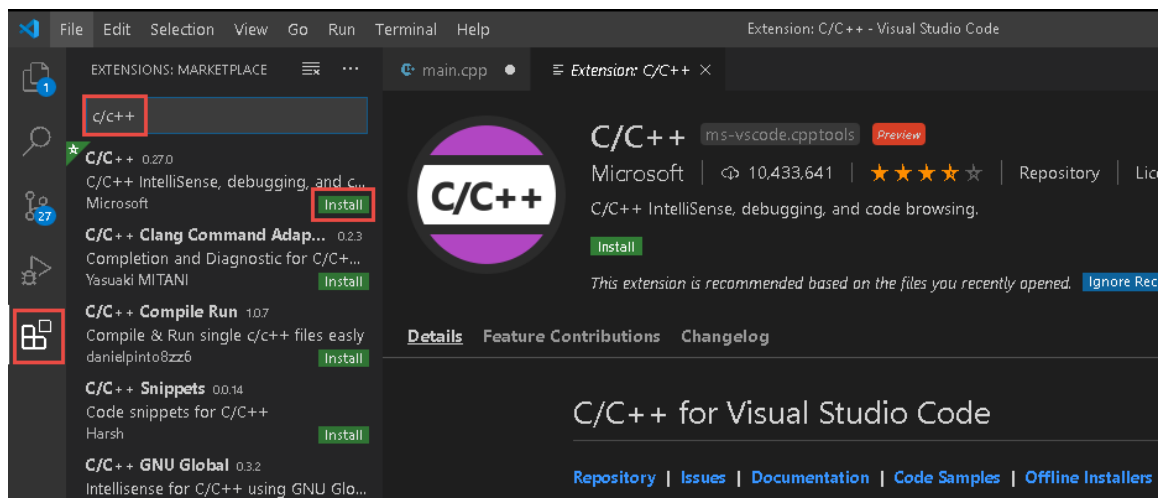 File Edit Selection View Go Run Terminal Help
Extension: C/C++ - Visual Studio Code
EXTENSIONS: MARKETPLACE
1
27
c/c++
C/C++ 0.27.0
C/C++ IntelliSense, debugging, and c...
Microsoft Install
C/C++ Clang Command Adap... 0.2.3
Completion and Diagnostic for C/C+...
Yasuaki MITANI Install
C/C++ Compile Run 1.0.7
Compile & Run single c/c++ files easly
danielpinto8zz6 Install
C/C++ Snippets 0.0.14
Code snippets for C/C++
Harsh Install
C/C++ GNU Global 0.3.2
Intellisense for C/C++ using GNU Glo...
main.cpp
Extension: C/C++
C/C++
C/C++ ms-vscode.cpptools Preview
Microsoft 10,433,641 Repository Lice
C/C++ IntelliSense, debugging, and code browsing.
Install
This extension is recommended based on the files you recently opened. Ignore Rec
Details Feature Contributions Changelog
C/C++ for Visual Studio Code
Repository | Issues | Documentation | Code Samples | Offline Installers